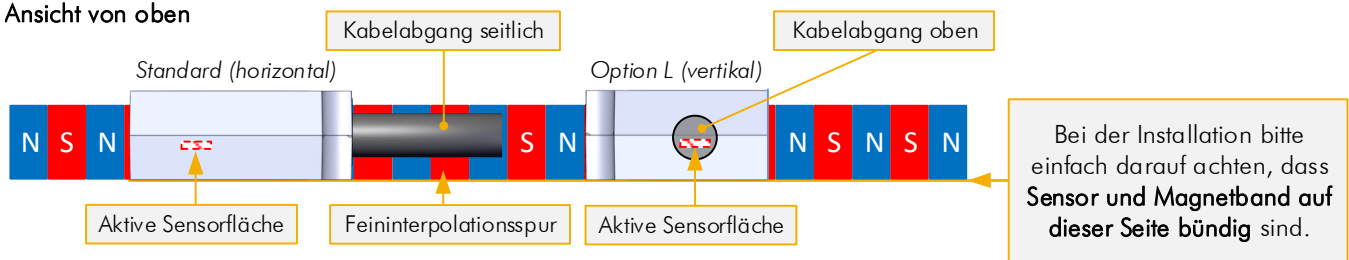 Ansicht von oben
Kabelabgang seitlich
Kabelabgang oben
Standard (horizontal)
Option L (vertikal)
N S N S N N S N S N
Aktive Sensorfläche
Feininterpolationsspur
Aktive Sensorfläche
Bei der Installation bitte
einfach darauf achten, dass
Sensor und Magnetband auf
dieser Seite bündig sind.